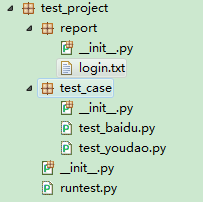 test_project
report
__init__.py
login.txt
test_case
__init__.py
test_baidu.py
test_youdao.py
__init__.py
runtest.py